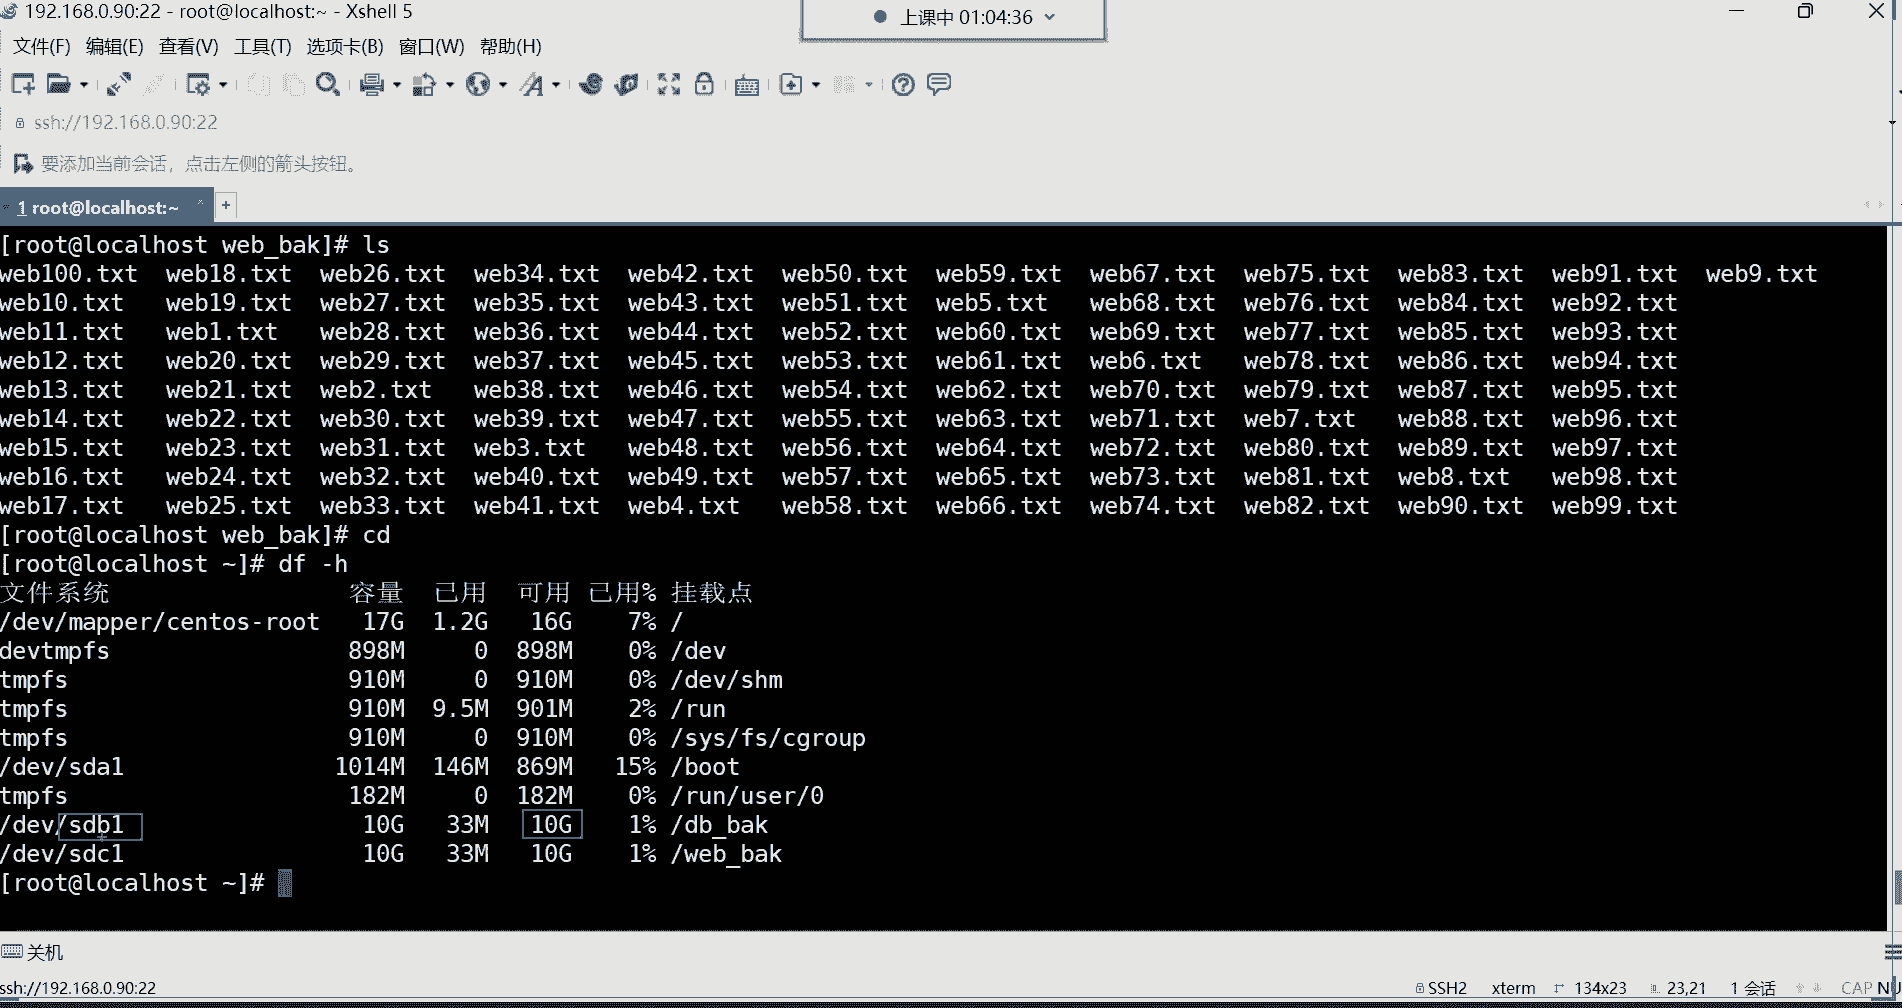 192.168.0.90:22 - root@localhost:~ - Xshell 5
上课中 01:04:36
文件(F) 编辑(E) 查看(V) 工具(T) 选项卡(B) 窗口(W) 帮助(H)
ssh://192.168.0.90:22
要添加当前会话，点击左侧的箭头按钮。
1 root@localhost:~
[root@localhost web_bak]# ls
web100.txt web18.txt web26.txt web34.txt web42.txt web50.txt web59.txt web67.txt web75.txt web83.txt web91.txt web9.txt
web10.txt web19.txt web27.txt web35.txt web43.txt web51.txt web5.txt web68.txt web76.txt web84.txt web92.txt
web11.txt web1.txt web28.txt web36.txt web44.txt web52.txt web60.txt web69.txt web77.txt web85.txt web93.txt
web12.txt web20.txt web29.txt web37.txt web45.txt web53.txt web61.txt web6.txt web78.txt web86.txt web94.txt
web13.txt web21.txt web2.txt web38.txt web46.txt web54.txt web62.txt web70.txt web79.txt web87.txt web95.txt
web14.txt web22.txt web30.txt web39.txt web47.txt web55.txt web63.txt web71.txt web7.txt web88.txt web96.txt
web15.txt web23.txt web31.txt web3.txt web48.txt web56.txt web64.txt web72.txt web80.txt web89.txt web97.txt
web16.txt web24.txt web32.txt web40.txt web49.txt web57.txt web65.txt web73.txt web81.txt web8.txt web98.txt
web17.txt web25.txt web33.txt web41.txt web4.txt web58.txt web66.txt web74.txt web82.txt web90.txt web99.txt
[root@localhost web_bak]# cd
[root@localhost ~]# df -h
文件系统 容量 已用 可用 已用% 挂载点
/dev/mapper/centos-root 17G 1.2G 16G 7% /
devtmpfs 898M 0 898M 0% /dev
tmpfs 910M 0 910M 0% /dev/shm
tmpfs 910M 9.5M 901M 2% /run
tmpfs 910M 0 910M 0% /sys/fs/cgroup
/dev/sda1 1014M 146M 869M 15% /boot
tmpfs 182M 0 182M 0% /run/user/0
/dev/sdb1 10G 33M 10G 1% /db_bak
/dev/sdc1 10G 33M 10G 1% /web_bak
[root@localhost ~]#
关机
ssh://192.168.0.90:22 SSH2 xterm 134x23 23,21 1 会话 CAP NU